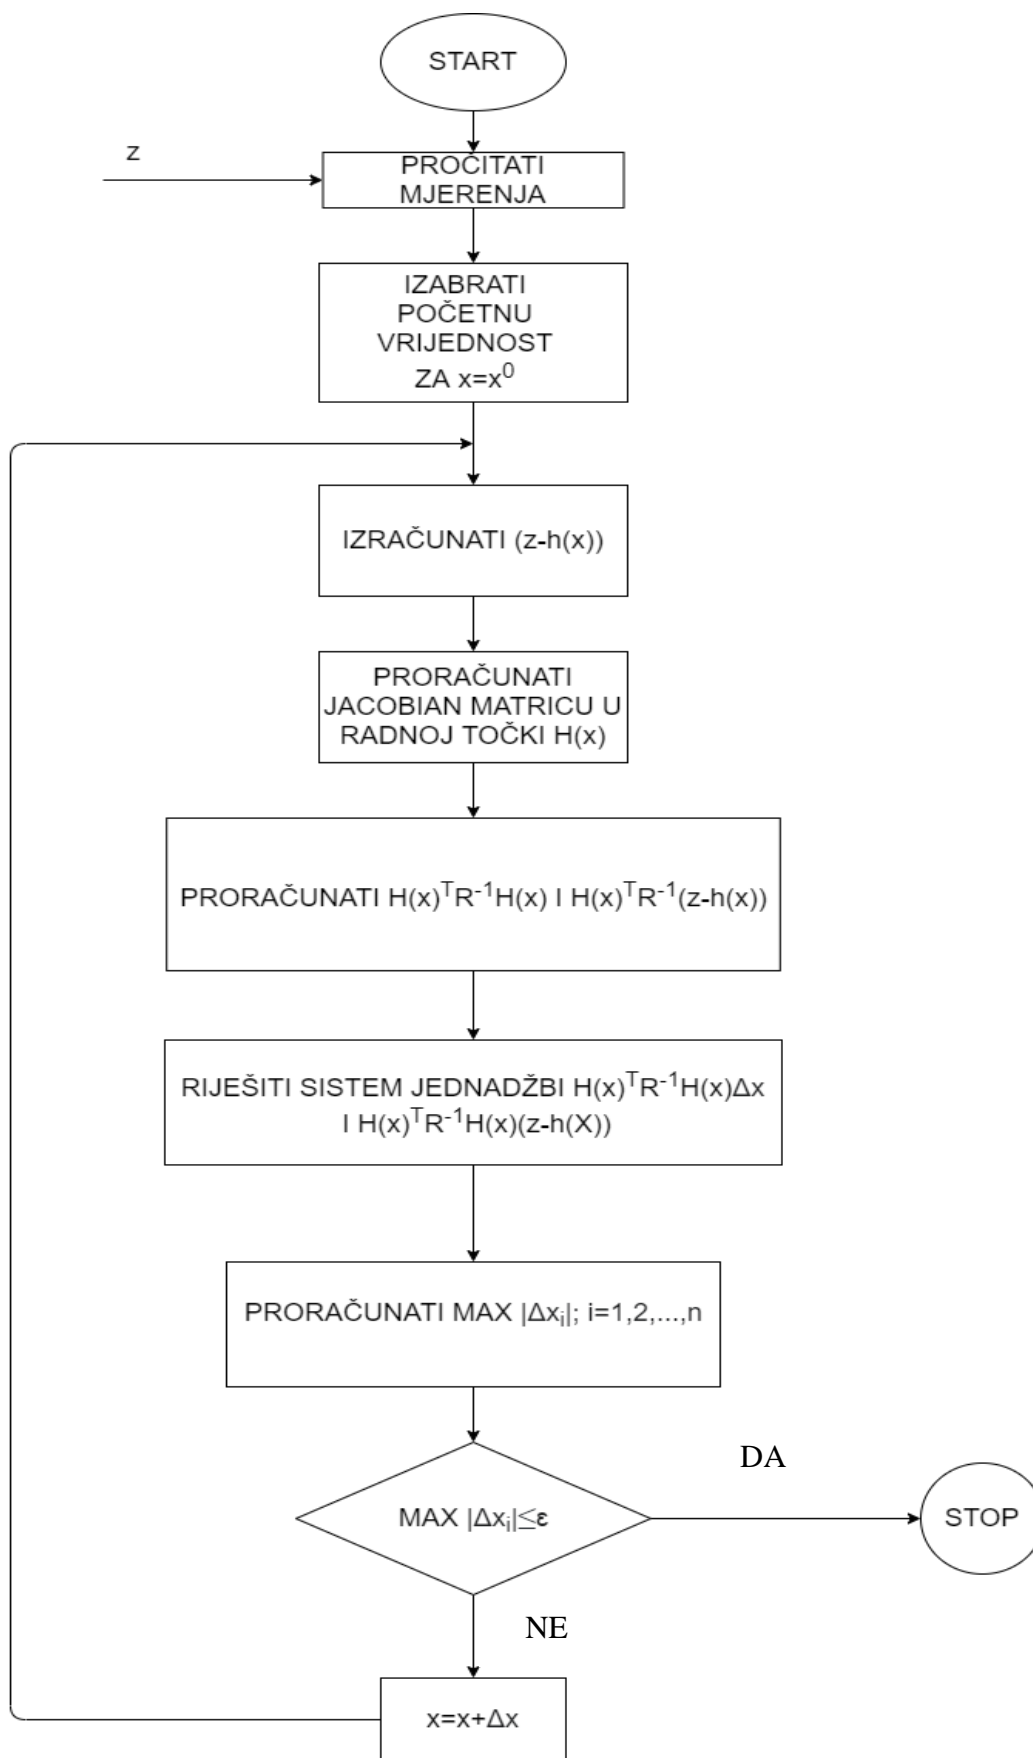 START
z
PROČITATI
MJERENJA
IZABRATI
POČETNU
VRIJEDNOST
ZA x=x⁰
IZRAČUNATI (z-h(x))
PRORAČUNATI
JACOBIAN MATRICU U
RADNOJ TOČKI H(x)
PRORAČUNATI H(x)ᵀR⁻¹H(x) I H(x)ᵀR⁻¹(z-h(x))
RIJEŠITI SISTEM JEDNADŽBI H(x)ᵀR⁻¹H(x)Δx
I H(x)ᵀR⁻¹H(x)(z-h(X))
PRORAČUNATI MAX |Δxᵢ|; i=1,2,...,n
MAX |Δxᵢ|≤ε
DA
STOP
NE
x=x+Δx